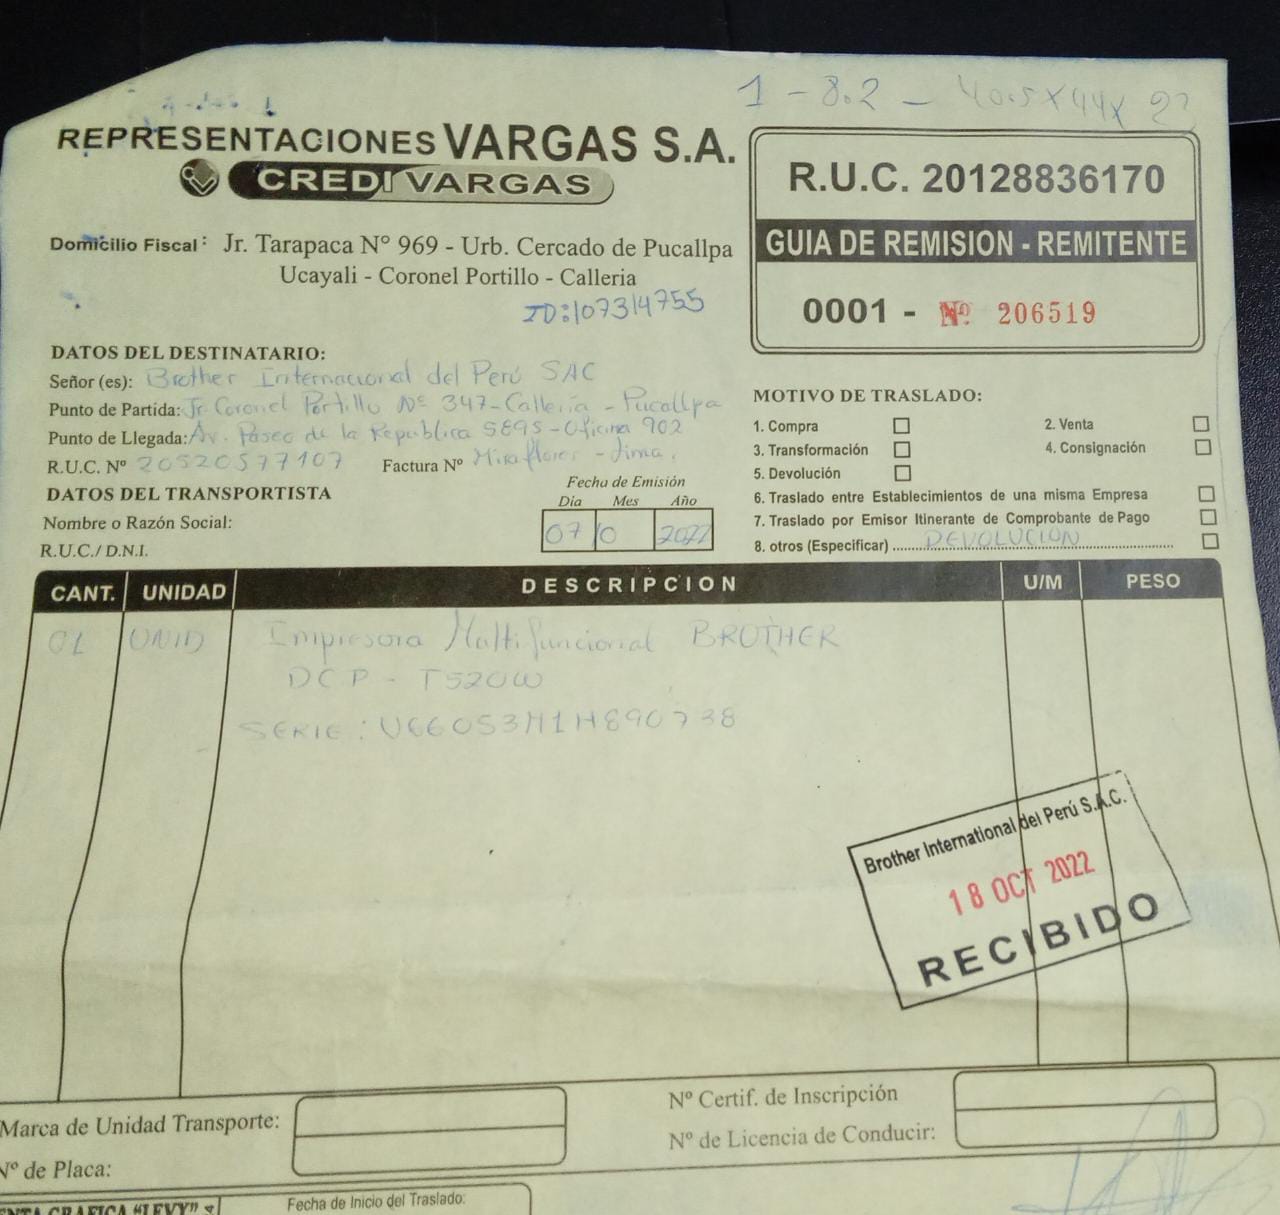 1 - 8.2 - 40.5 X 44 X
REPRESENTACIONES VARGAS S.A.
CREDI VARGAS
R.U.C. 20128836170
GUIA DE REMISION - REMITENTE
0001 - Nº 206519
Domicilio Fiscal: Jr. Tarapaca N° 969 - Urb. Cercado de Pucallpa
Ucayali - Coronel Portillo - Calleria
ID:107314755
DATOS DEL DESTINATARIO:
Señor (es): Brother Internacional del Perú SAC
Punto de Partida: Jr Coronel Portillo Nº 347-Calleria - Pucallpa
Punto de Llegada: Av. Paseo de la Republica 5895-Oficina 902
R.U.C. Nº 20520577107 Factura Nº Miraflores - Lima.
MOTIVO DE TRASLADO:
1. Compra 2. Venta
3. Transformación 4. Consignación
5. Devolución
6. Traslado entre Establecimientos de una misma Empresa
7. Traslado por Emisor Itinerante de Comprobante de Pago
8. otros (Especificar) DEVOLUCION
DATOS DEL TRANSPORTISTA
Nombre o Razón Social:
R.U.C./ D.N.I.
Fecha de Emisión
Dia Mes Año
07 10 2022
CANT. UNIDAD DESCRIPCION U/M PESO
01 UNID Impresora Multifuncional BROTHER
DCP - T520W
SERIE: U66053M1H890738
Brother International del Perú S.A.C.
18 OCT 2022
RECIBIDO
Marca de Unidad Transporte:
Nº de Placa:
Nº Certif. de Inscripción
Nº de Licencia de Conducir:
GRAFICA "LEVY"
Fecha de Inicio del Traslado: